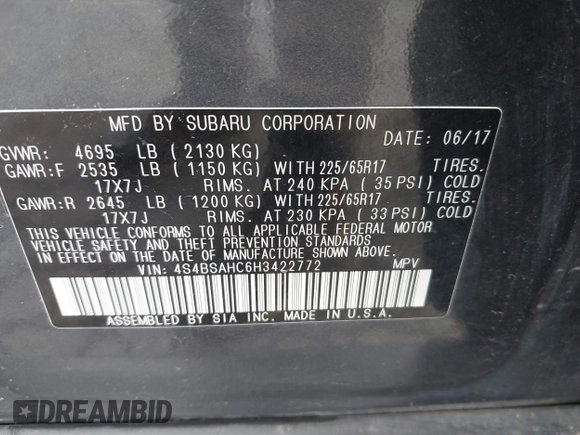 MFD BY SUBARU CORPORATION
DATE: 06/17
GVWR: 4695 LB ( 2130 KG)
GAWR:F 2535 LB ( 1150 KG) WITH 225/65R17 TIRES.
17X7J RIMS. AT 240 KPA ( 35 PSI) COLD
GAWR:R 2645 LB ( 1200 KG) WITH 225/65R17 TIRES.
17X7J RIMS. AT 230 KPA ( 33 PSI) COLD
THIS VEHICLE CONFORMS TO ALL APPLICABLE FEDERAL MOTOR
VEHICLE SAFETY AND THEFT PREVENTION STANDARDS
IN EFFECT ON THE DATE OF MANUFACTURE SHOWN ABOVE.
VIN: 4S4BSAHC6H3422772 MPV
ASSEMBLED BY SIA INC. MADE IN U.S.A.
DREAMBID